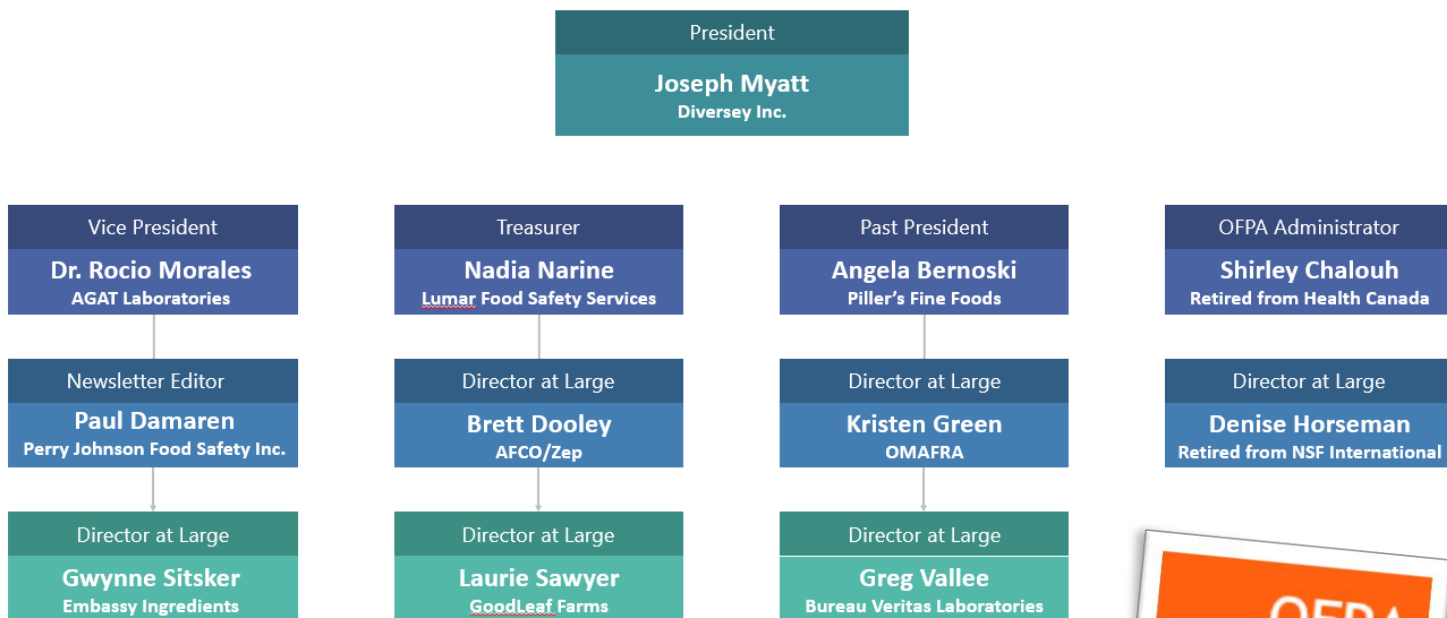 President
Joseph Myatt
Diversey Inc.
Vice President
Dr. Rocio Morales
AGAT Laboratories
Treasurer
Nadia Narine
Lumar Food Safety Services
Past President
Angela Bernoski
Piller’s Fine Foods
OFPA Administrator
Shirley Chalouh
Retired from Health Canada
Newsletter Editor
Paul Damaren
Perry Johnson Food Safety Inc.
Director at Large
Brett Dooley
AFCO/Zep
Director at Large
Kristen Green
OMAFRA
Director at Large
Denise Horseman
Retired from NSF International
Director at Large
Gwynne Sitsker
Embassy Ingredients
Director at Large
Laurie Sawyer
GoodLeaf Farms
Director at Large
Greg Vallee
Bureau Veritas Laboratories
OFPA